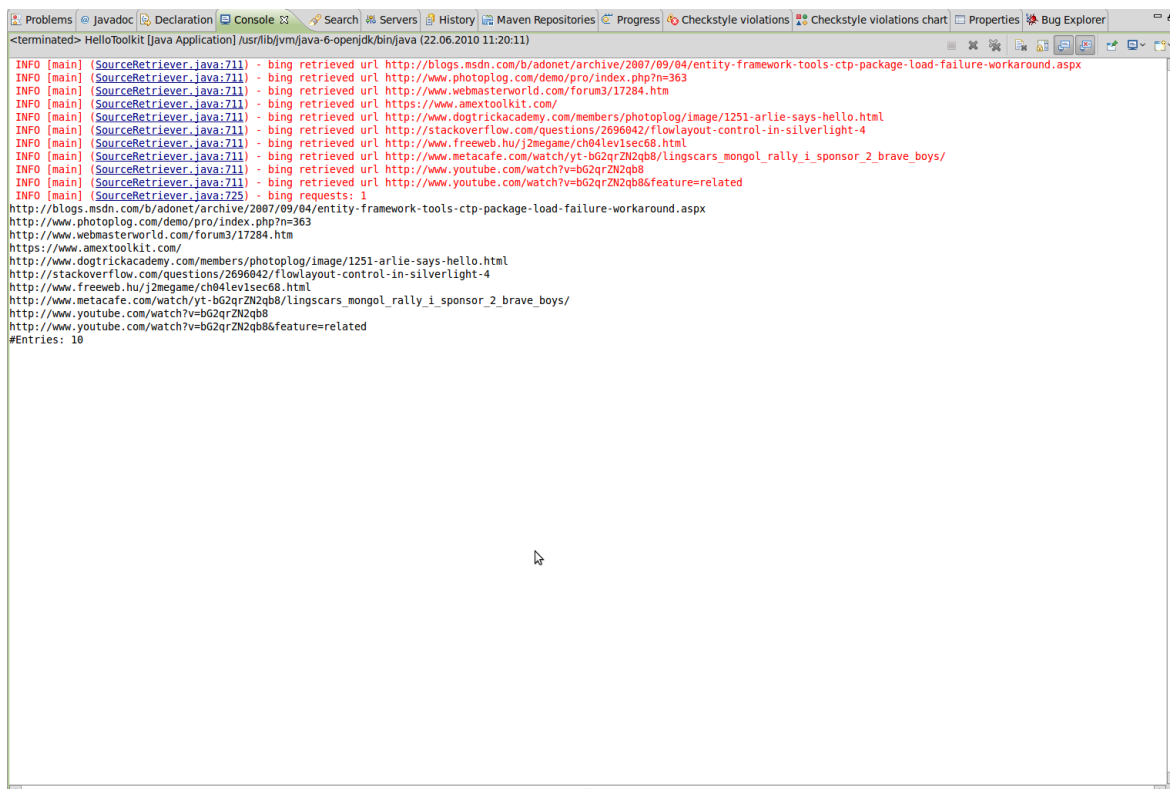 Problems @ Javadoc Declaration Console Search Servers History Maven Repositories Progress Checkstyle violations Checkstyle violations chart Properties Bug Explorer
<terminated> HelloToolkit [Java Application] /usr/lib/jvm/java-6-openjdk/bin/java (22.06.2010 11:20:11)
INFO [main] (SourceRetriever.java:711) - bing retrieved url http://blogs.msdn.com/b/adonet/archive/2007/09/04/entity-framework-tools-ctp-package-load-failure-workaround.aspx
INFO [main] (SourceRetriever.java:711) - bing retrieved url http://www.photoplog.com/demo/pro/index.php?n=363
INFO [main] (SourceRetriever.java:711) - bing retrieved url http://www.webmasterworld.com/forum3/17284.htm
INFO [main] (SourceRetriever.java:711) - bing retrieved url https://www.amextoolkit.com/
INFO [main] (SourceRetriever.java:711) - bing retrieved url http://www.dogtrickacademy.com/members/photoplog/image/1251-arlie-says-hello.html
INFO [main] (SourceRetriever.java:711) - bing retrieved url http://stackoverflow.com/questions/2696042/flowlayout-control-in-silverlight-4
INFO [main] (SourceRetriever.java:711) - bing retrieved url http://www.freeweb.hu/j2megame/ch04lev1sec68.html
INFO [main] (SourceRetriever.java:711) - bing retrieved url http://www.metacafe.com/watch/yt-bG2qrZN2qb8/lingscars_mongol_rally_i_sponsor_2_brave_boys/
INFO [main] (SourceRetriever.java:711) - bing retrieved url http://www.youtube.com/watch?v=bG2qrZN2qb8
INFO [main] (SourceRetriever.java:711) - bing retrieved url http://www.youtube.com/watch?v=bG2qrZN2qb8&feature=related
INFO [main] (SourceRetriever.java:725) - bing requests: 1
http://blogs.msdn.com/b/adonet/archive/2007/09/04/entity-framework-tools-ctp-package-load-failure-workaround.aspx
http://www.photoplog.com/demo/pro/index.php?n=363
http://www.webmasterworld.com/forum3/17284.htm
https://www.amextoolkit.com/
http://www.dogtrickacademy.com/members/photoplog/image/1251-arlie-says-hello.html
http://stackoverflow.com/questions/2696042/flowlayout-control-in-silverlight-4
http://www.freeweb.hu/j2megame/ch04lev1sec68.html
http://www.metacafe.com/watch/yt-bG2qrZN2qb8/lingscars_mongol_rally_i_sponsor_2_brave_boys/
http://www.youtube.com/watch?v=bG2qrZN2qb8
http://www.youtube.com/watch?v=bG2qrZN2qb8&feature=related
#Entries: 10